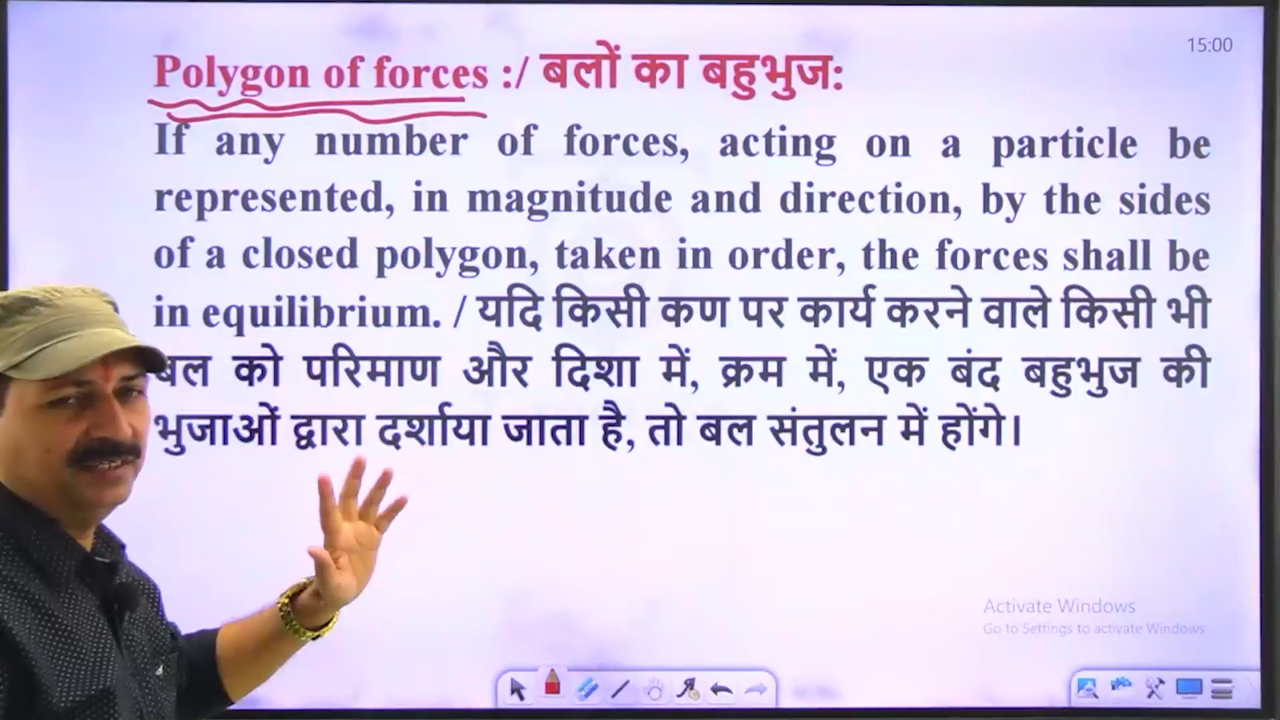 15:00
Polygon of forces :/ बलों का बहुभुज:
If any number of forces, acting on a particle be
represented, in magnitude and direction, by the sides
of a closed polygon, taken in order, the forces shall be
in equilibrium. / यदि किसी कण पर कार्य करने वाले किसी भी
बल को परिमाण और दिशा में, क्रम में, एक बंद बहुभुज की
भुजाओं द्वारा दर्शाया जाता है, तो बल संतुलन में होंगे।
Activate Windows
Go to Settings to activate Windows